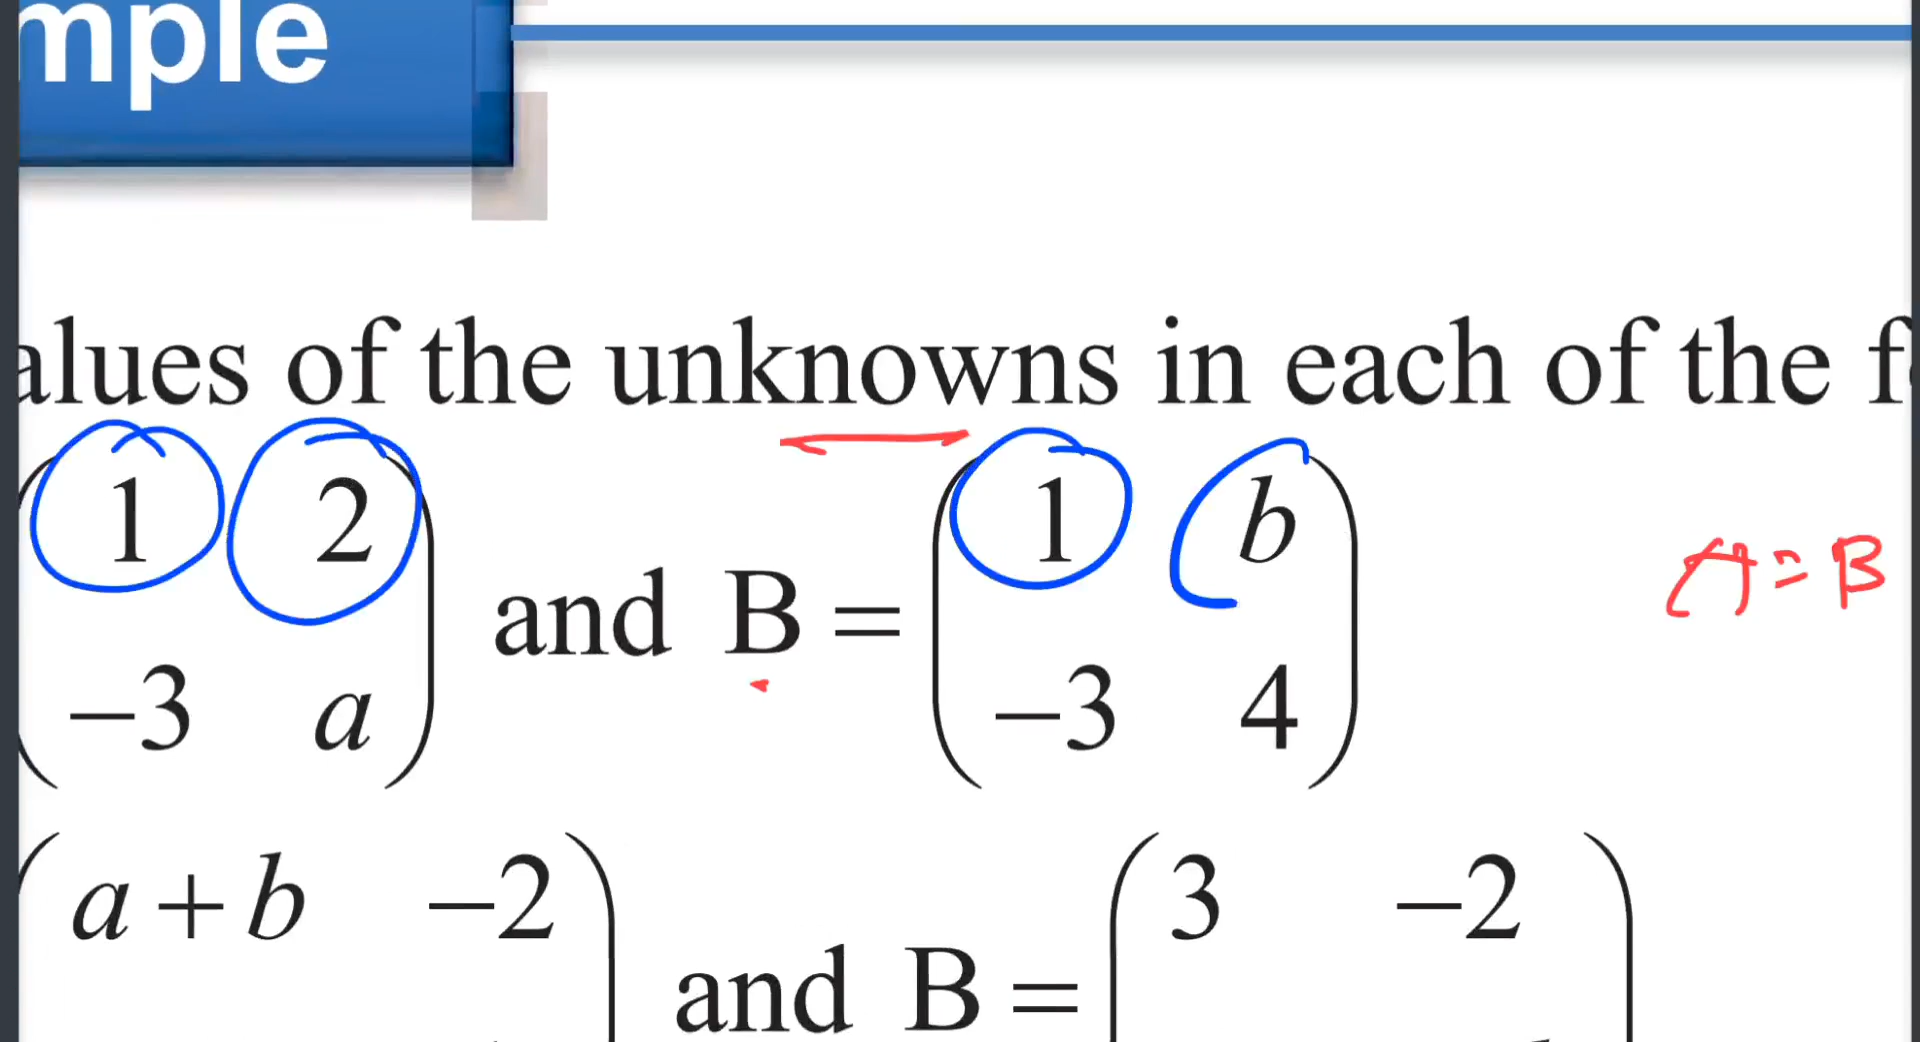 mple
alues of the unknowns in each of the f
1 2
and B =
1 b
A = B
-3 a
-3 4
a + b -2
and B =
3 -2